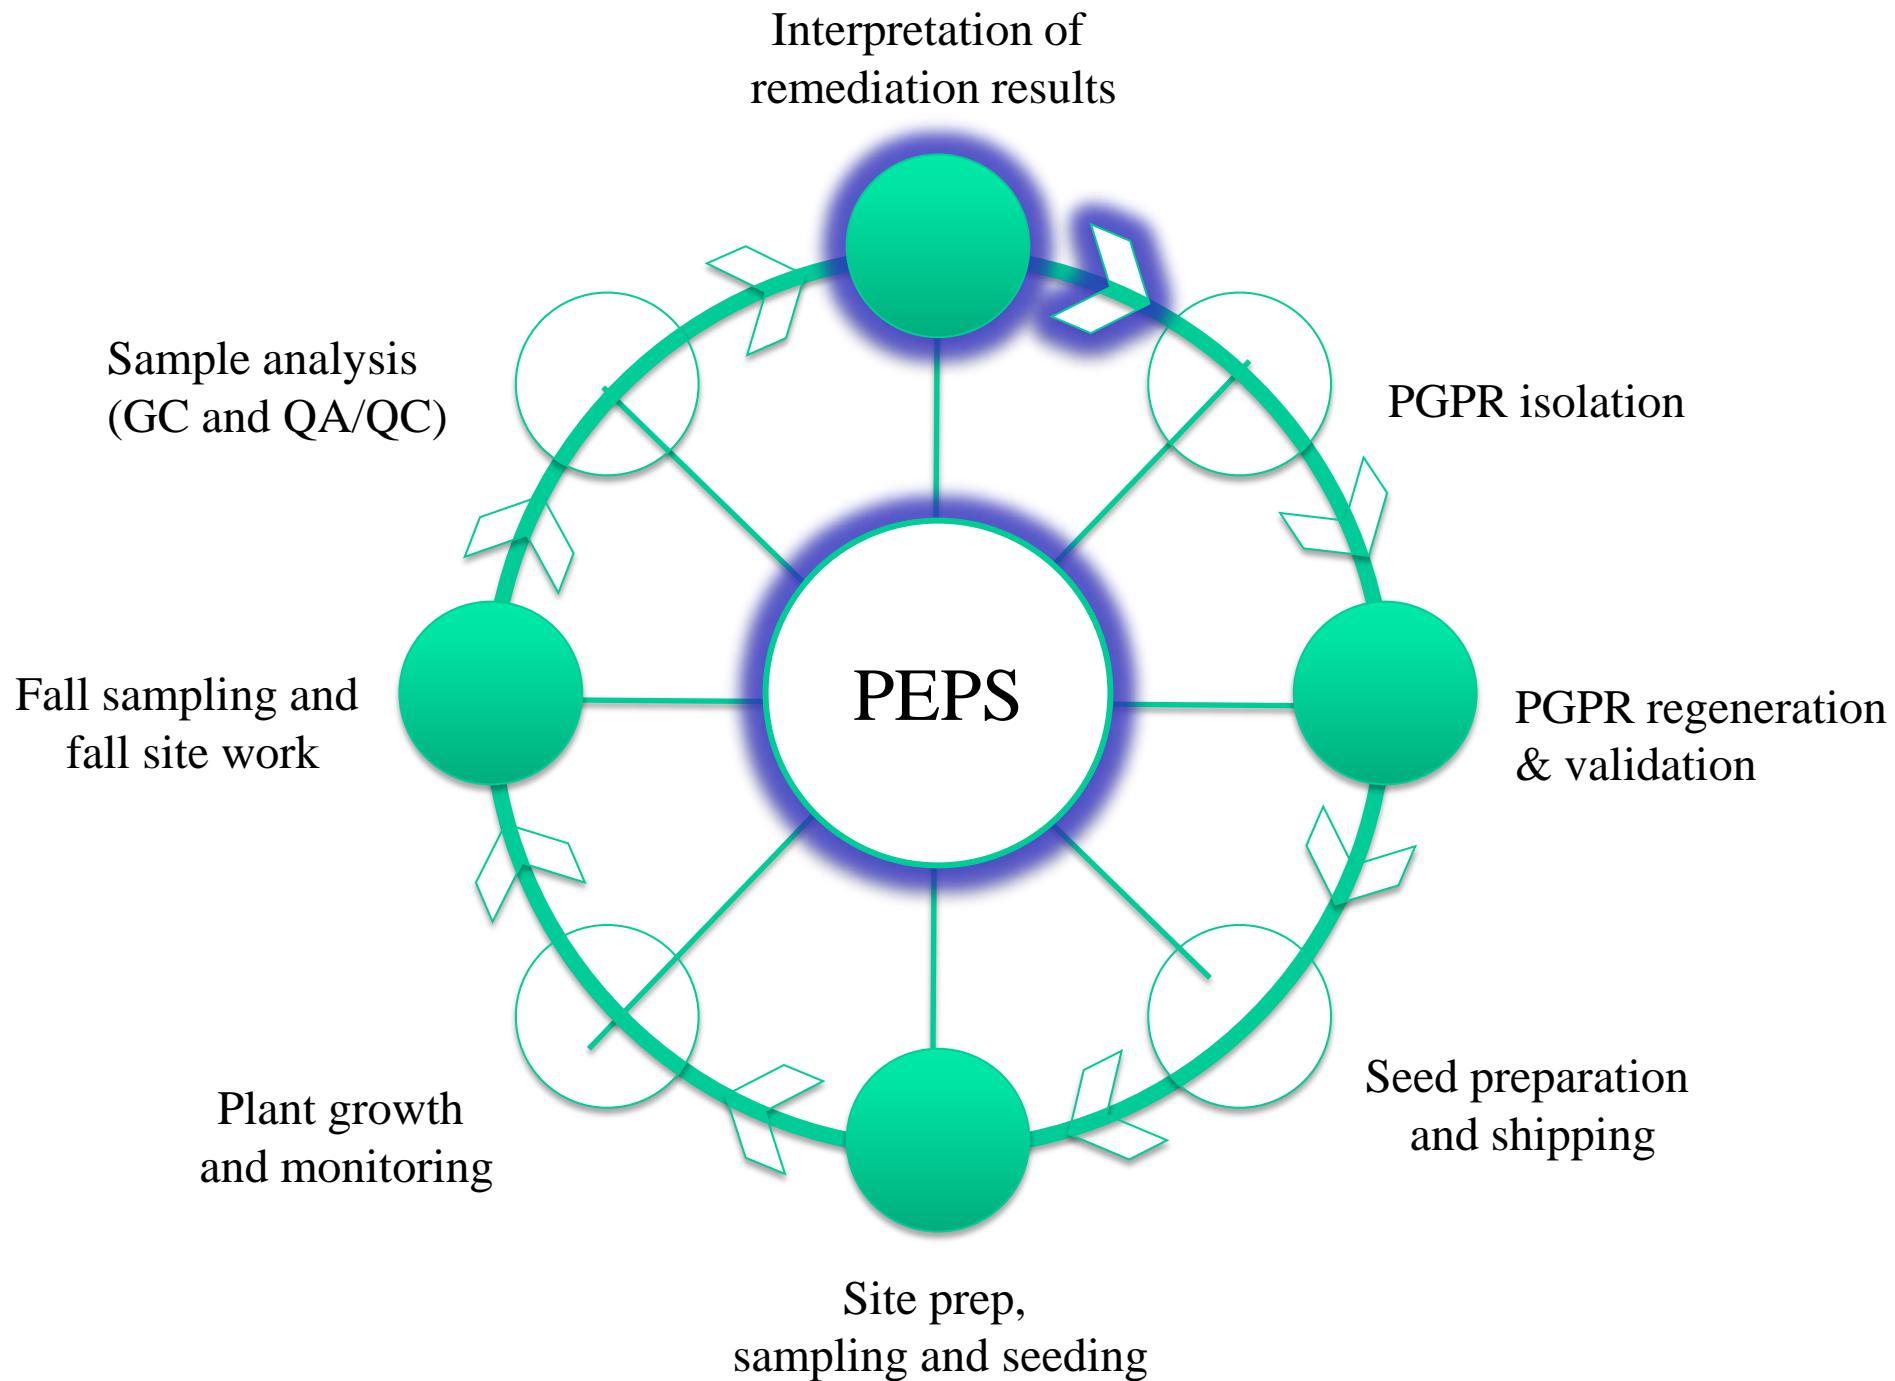 Interpretation of
remediation results
Sample analysis
(GC and QA/QC)
PGPR isolation
Fall sampling and
fall site work
PEPS
PGPR regeneration
& validation
Plant growth
and monitoring
Seed preparation
and shipping
Site prep,
sampling and seeding